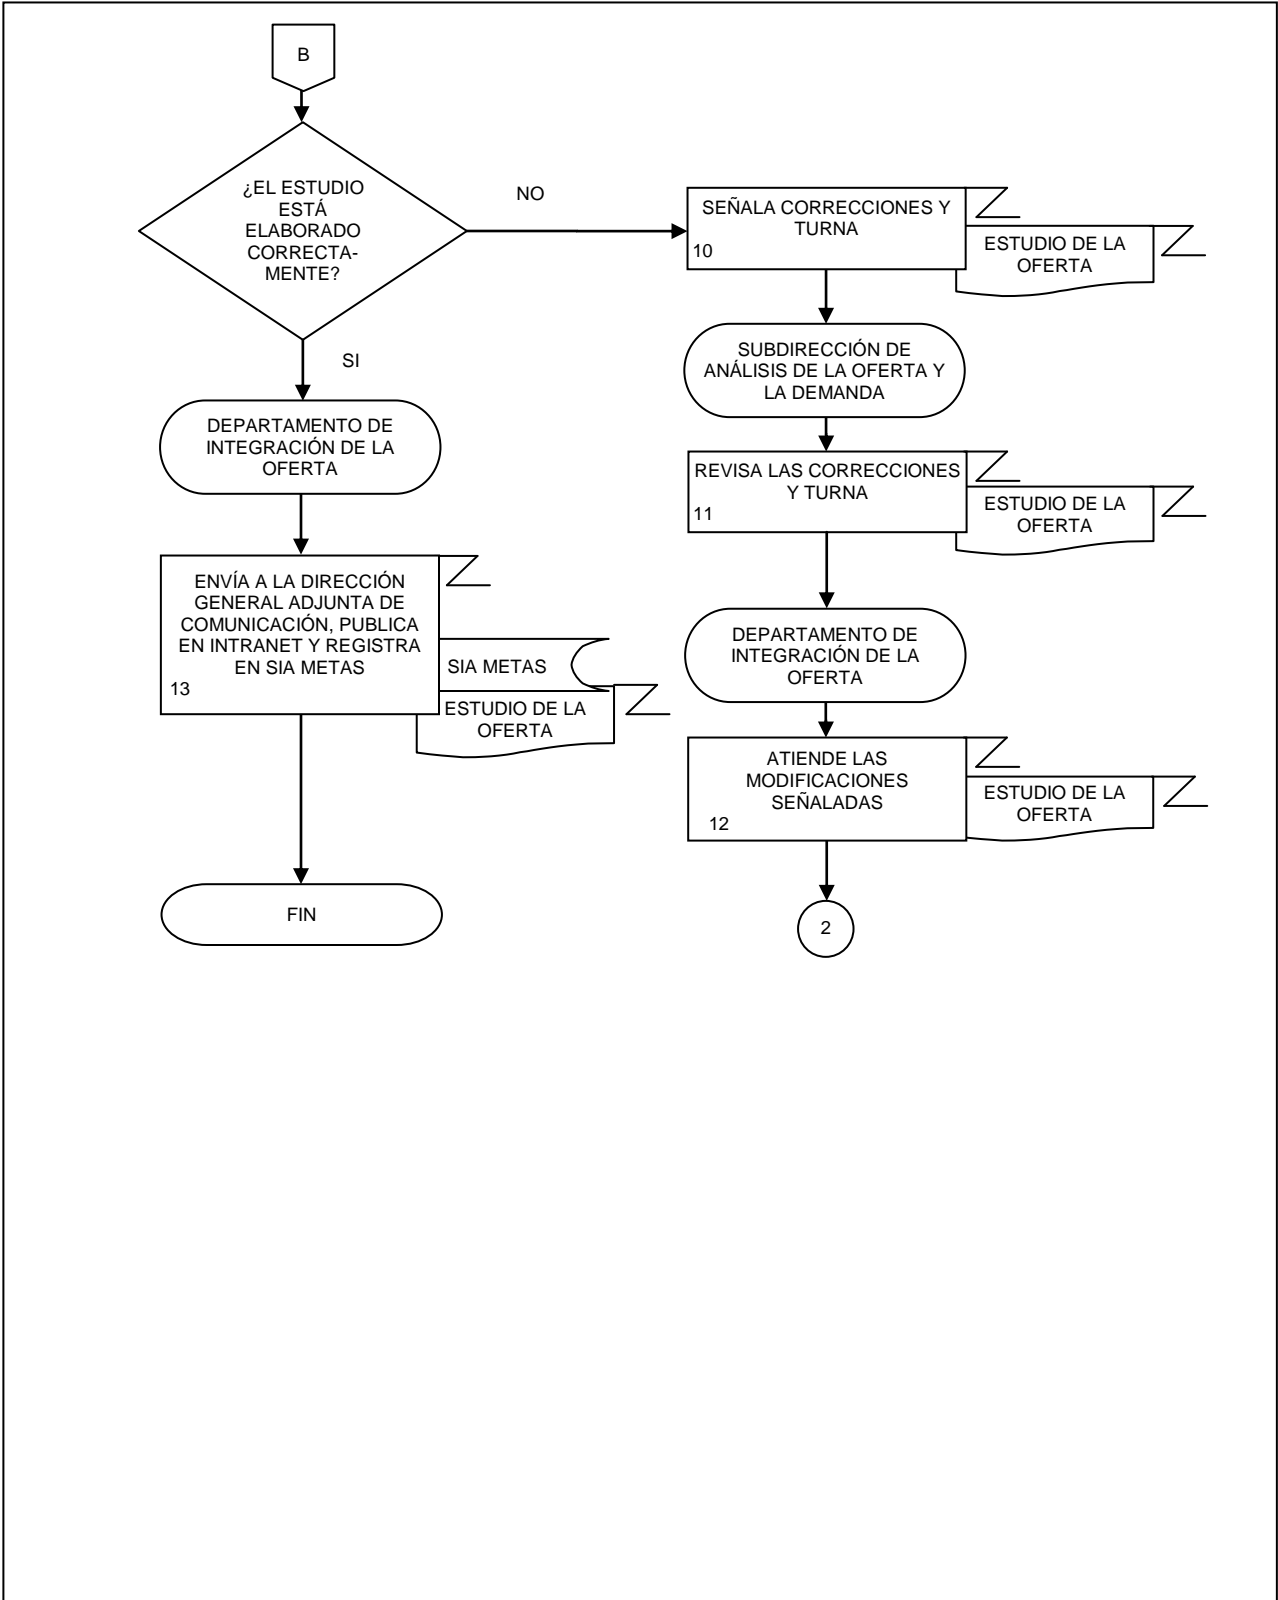 B
¿EL ESTUDIO
ESTÁ
ELABORADO
CORRECTA-
MENTE?
NO
SI
DEPARTAMENTO DE
INTEGRACIÓN DE LA
OFERTA
ENVÍA A LA DIRECCIÓN
GENERAL ADJUNTA DE
COMUNICACIÓN, PUBLICA
EN INTRANET Y REGISTRA
EN SIA METAS
13
SIA METAS
ESTUDIO DE LA
OFERTA
FIN
SEÑALA CORRECCIONES Y
TURNA
10
ESTUDIO DE LA
OFERTA
SUBDIRECCIÓN DE
ANÁLISIS DE LA OFERTA Y
LA DEMANDA
REVISA LAS CORRECCIONES
Y TURNA
11
ESTUDIO DE LA
OFERTA
DEPARTAMENTO DE
INTEGRACIÓN DE LA
OFERTA
ATIENDE LAS
MODIFICACIONES
SEÑALADAS
12
ESTUDIO DE LA
OFERTA
2